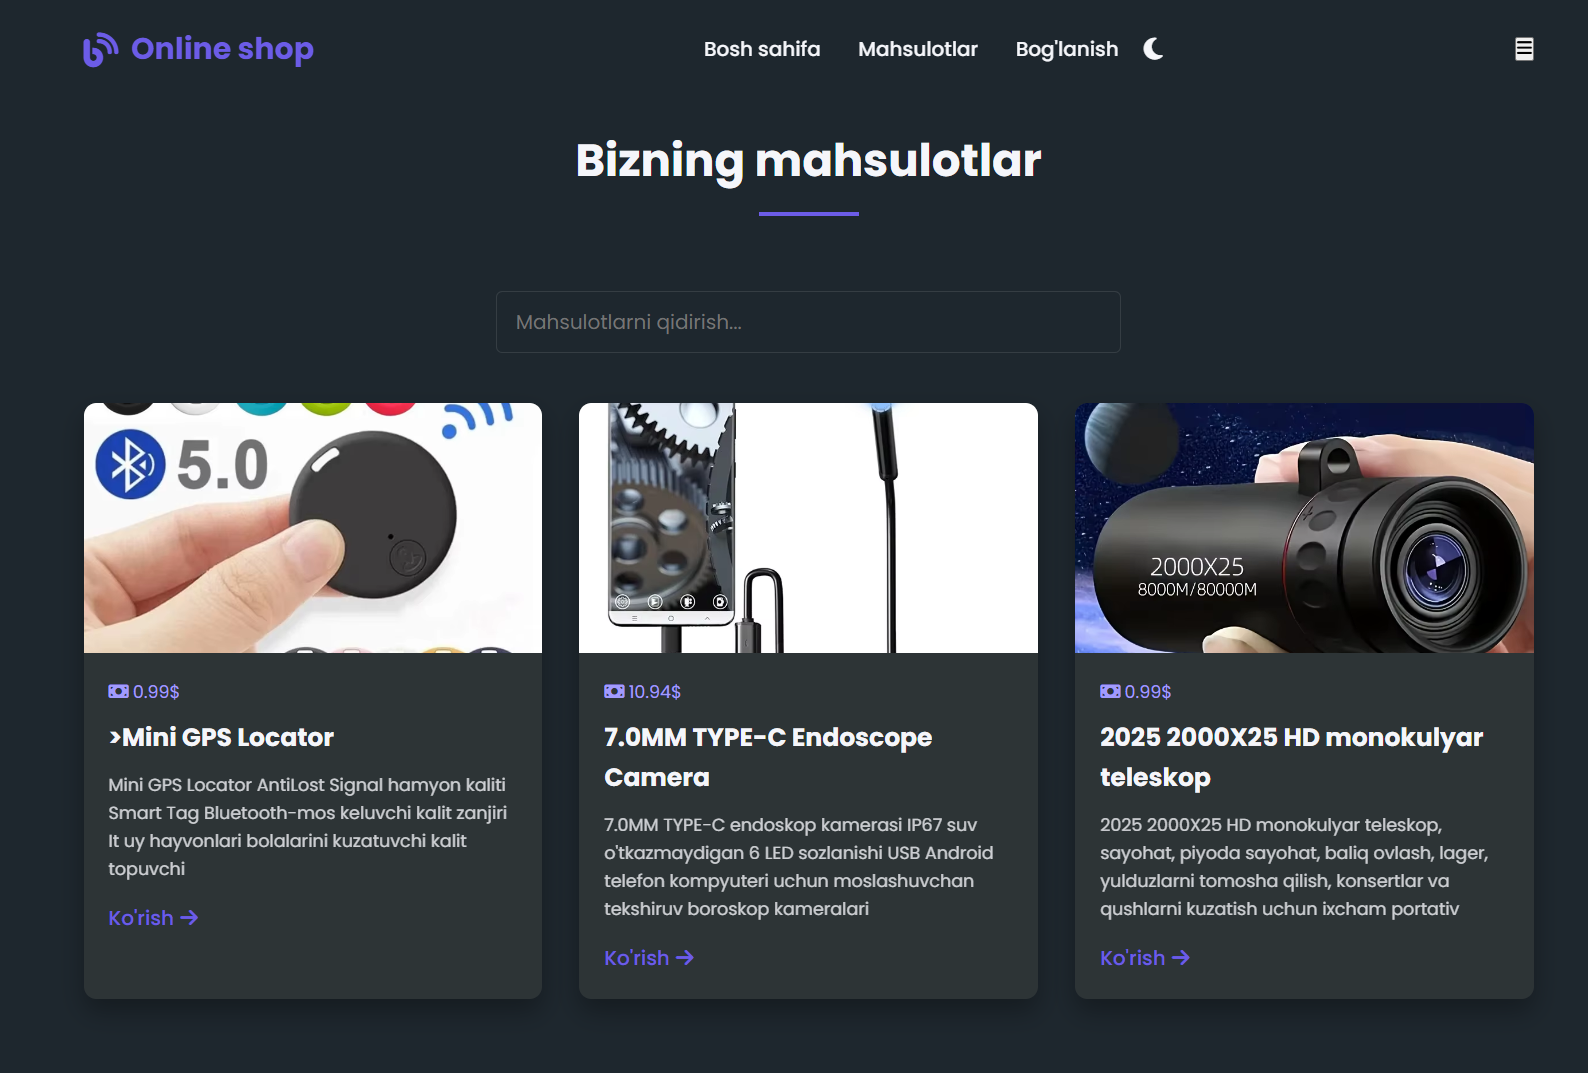 Online shop
Bosh sahifa
Mahsulotlar
Bog'lanish
Bizning mahsulotlar
Mahsulotlarni qidirish...
5.0
2000X25
8000M/80000M
0.99$
>Mini GPS Locator
Mini GPS Locator AntiLost Signal hamyon kaliti
Smart Tag Bluetooth-mos keluvchi kalit zanjiri
It uy hayvonlari bolalarini kuzatuvchi kalit
topuvchi
Ko'rish →
10.94$
7.0MM TYPE-C Endoscope
Camera
7.0MM TYPE-C endoskop kamerasi IP67 suv
o'tkazmaydigan 6 LED sozlanishi USB Android
telefon kompyuteri uchun moslashuvchan
tekshiruv boroskop kameralari
Ko'rish →
0.99$
2025 2000X25 HD monokulyar
teleskop
2025 2000X25 HD monokulyar teleskop,
sayohat, piyoda sayohat, baliq ovlash, lager,
yulduzlarni tomosha qilish, konsertlar va
qushlarni kuzatish uchun ixcham portativ
Ko'rish →